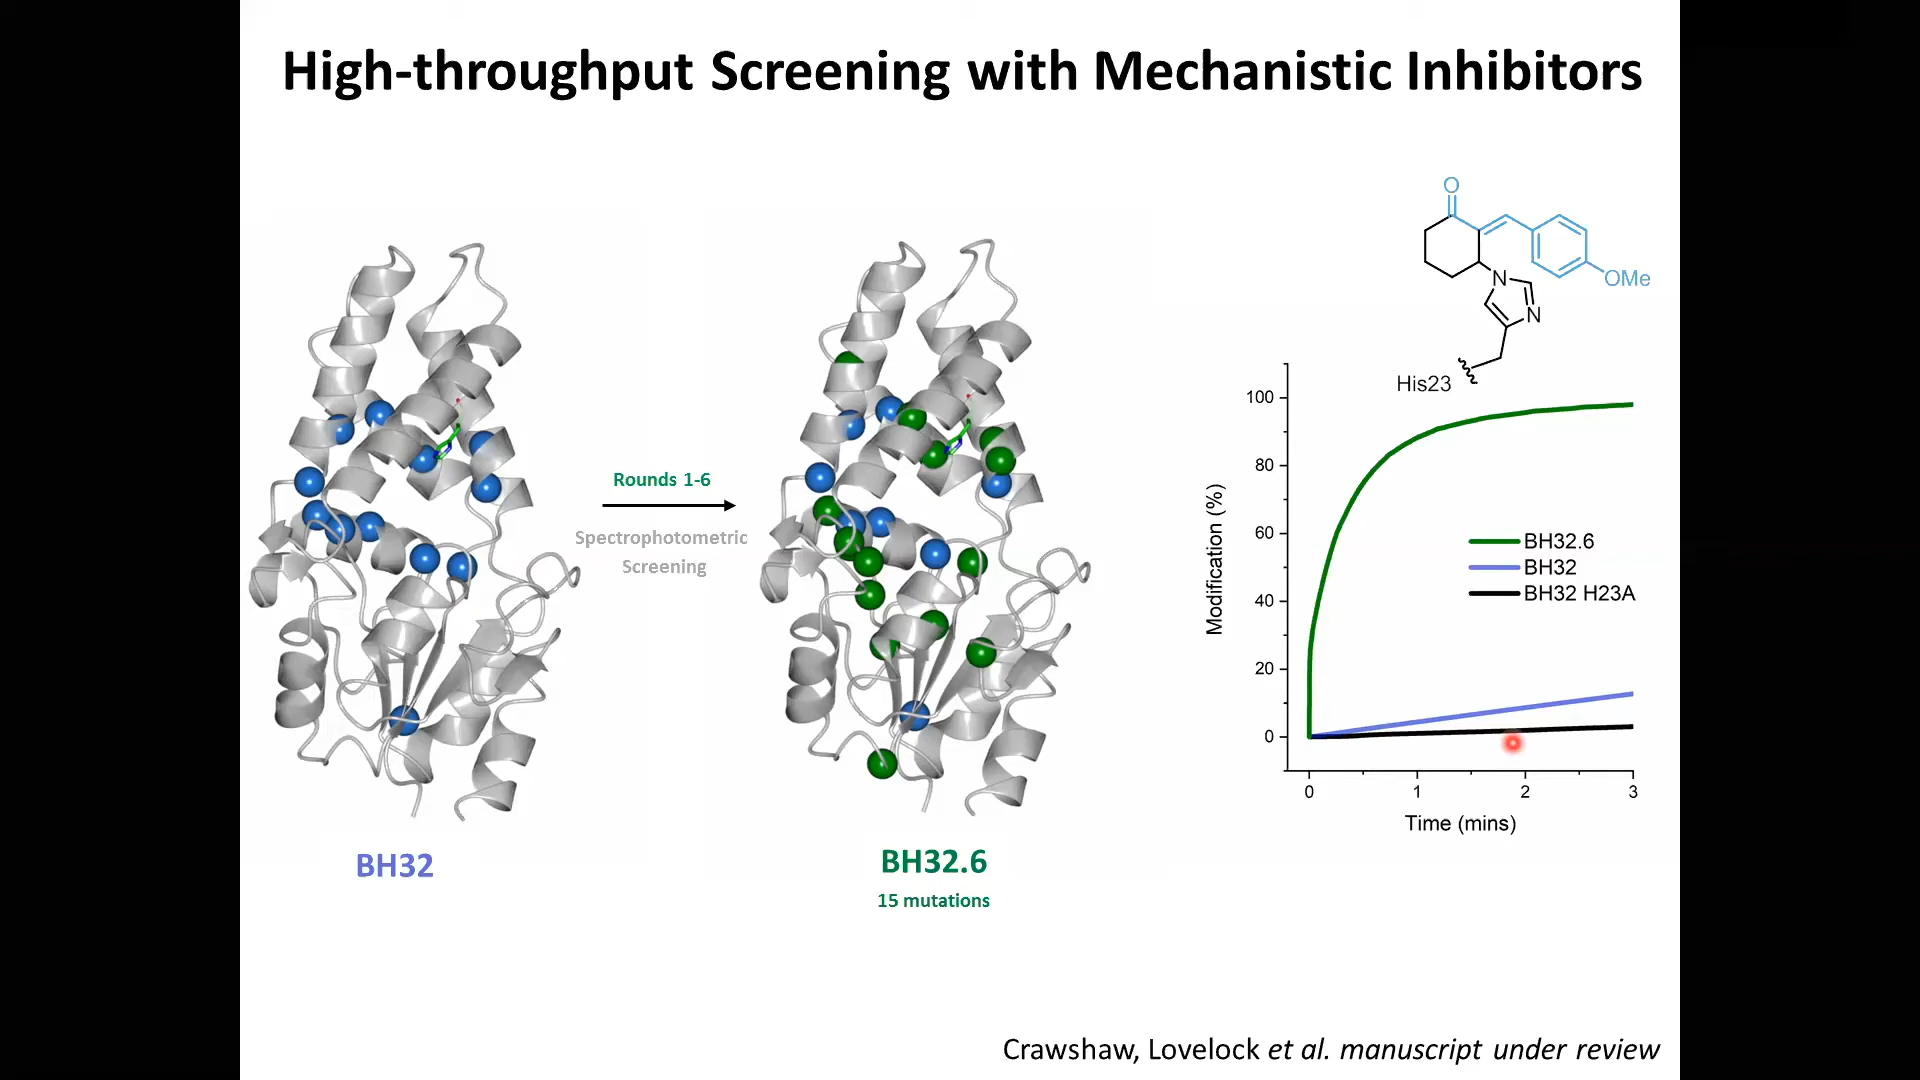 High-throughput Screening with Mechanistic Inhibitors
Rounds 1-6
Spectrophotometric
Screening
BH32
BH32.6
15 mutations
O
OMe
N
N
His23
Modification (%)
100
80
60
40
20
0
BH32.6
BH32
BH32 H23A
0 1 2 3
Time (mins)
Crawshaw, Lovelock et al. manuscript under review